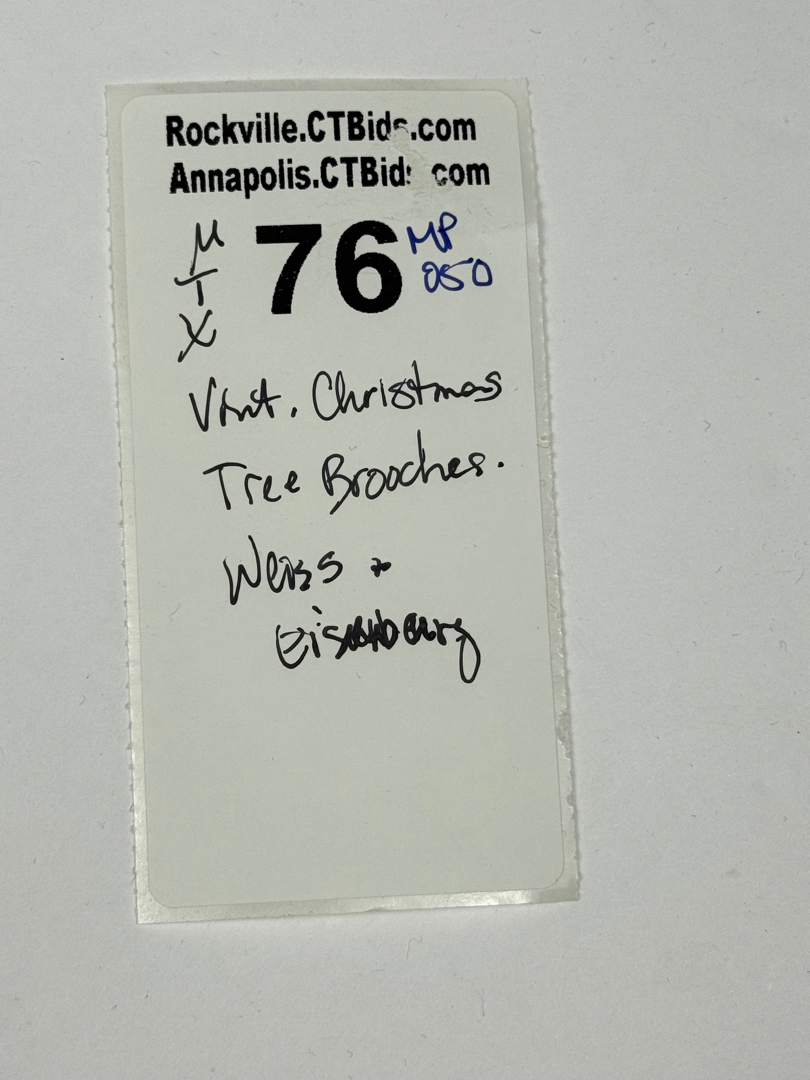 Rockville.CTBids.com
Annapolis.CTBids.com
M
T
X
76
MP
050
Vint. Christmas
Tree Brooches.
Weiss &
Eisenberg